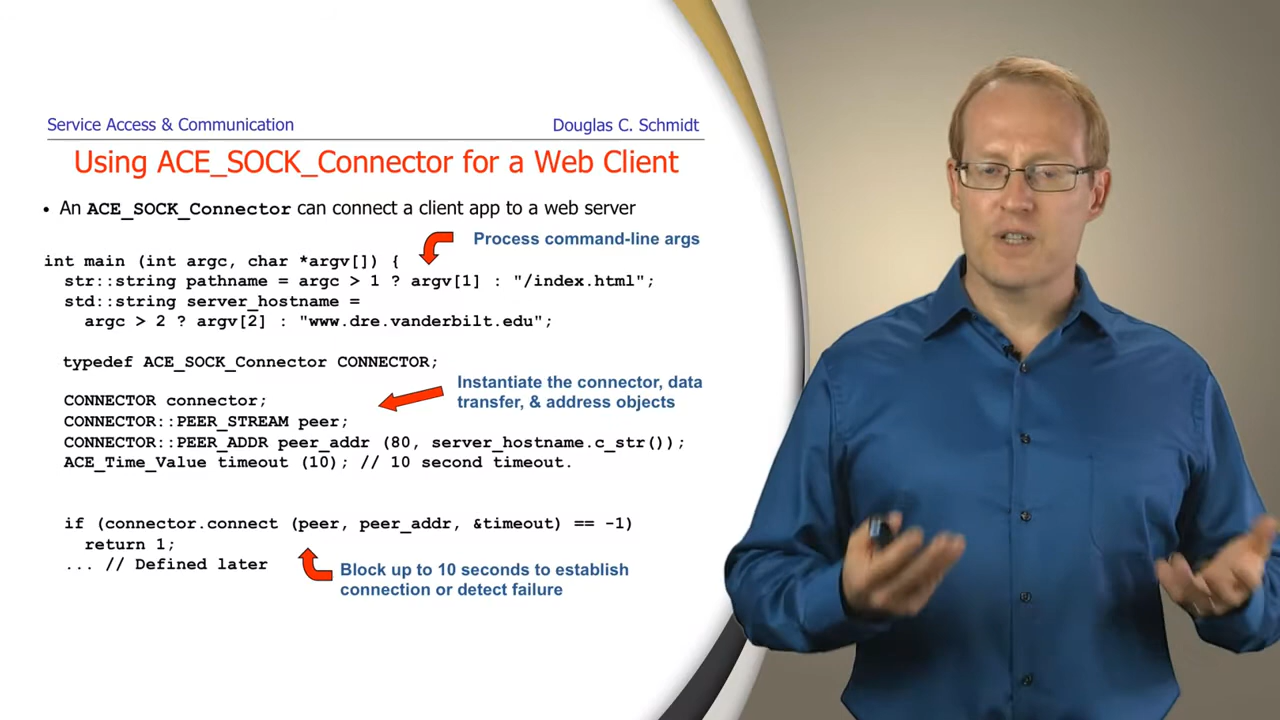 Service Access & Communication
Douglas C. Schmidt
Using ACE_SOCK_Connector for a Web Client
• An ACE_SOCK_Connector can connect a client app to a web server
Process command-line args
int main (int argc, char *argv[]) {
str::string pathname = argc > 1 ? argv[1] : "/index.html";
std::string server_hostname =
argc > 2 ? argv[2] : "www.dre.vanderbilt.edu";
typedef ACE_SOCK_Connector CONNECTOR;
Instantiate the connector, data
transfer, & address objects
CONNECTOR connector;
CONNECTOR::PEER_STREAM peer;
CONNECTOR::PEER_ADDR peer_addr (80, server_hostname.c_str());
ACE_Time_Value timeout (10); // 10 second timeout.
if (connector.connect (peer, peer_addr, &timeout) == -1)
return 1;
... // Defined later
Block up to 10 seconds to establish
connection or detect failure